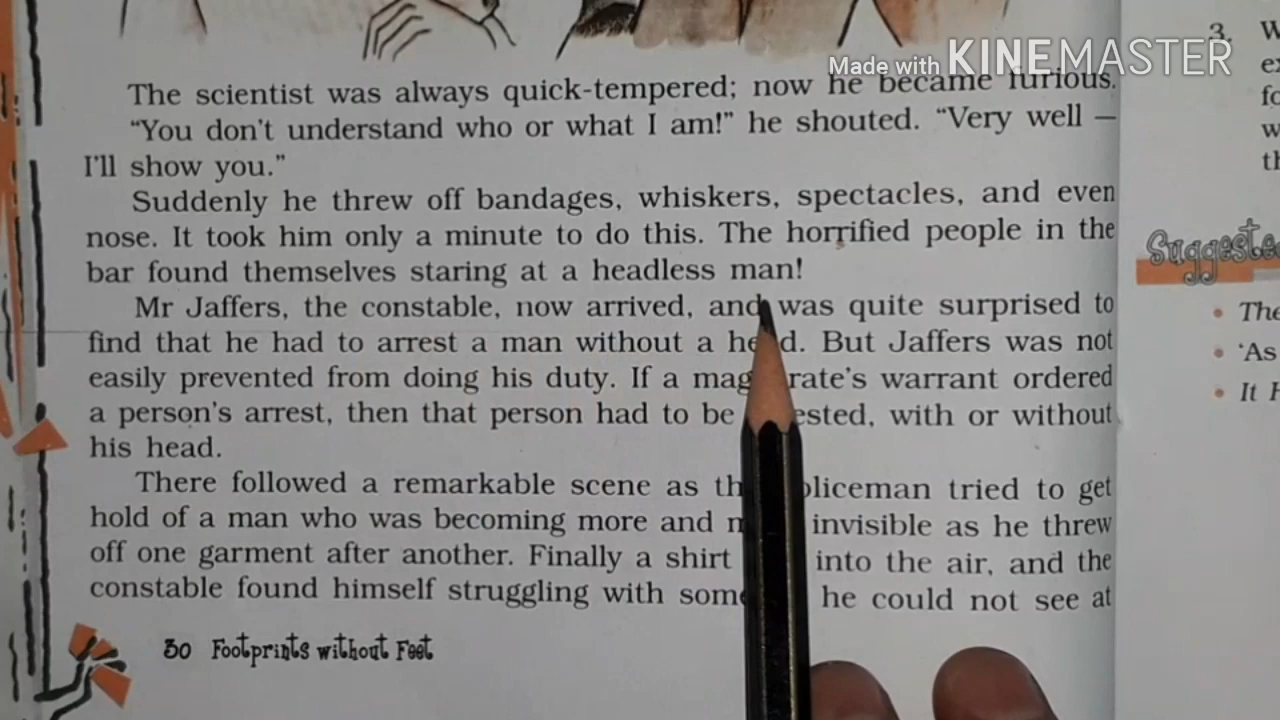 Made with KINEMASTER
The scientist was always quick-tempered; now he became furious.
“You don’t understand who or what I am!” he shouted. “Very well —
I’ll show you.”
Suddenly he threw off bandages, whiskers, spectacles, and even
nose. It took him only a minute to do this. The horrified people in the
bar found themselves staring at a headless man!
Mr Jaffers, the constable, now arrived, and was quite surprised to
find that he had to arrest a man without a head. But Jaffers was not
easily prevented from doing his duty. If a magistrate’s warrant ordered
a person’s arrest, then that person had to be arrested, with or without
his head.
There followed a remarkable scene as the policeman tried to get
hold of a man who was becoming more and more invisible as he threw
off one garment after another. Finally a shirt into the air, and the
constable found himself struggling with he could not see at
30 Footprints without Feet
3.
The
‘As
It